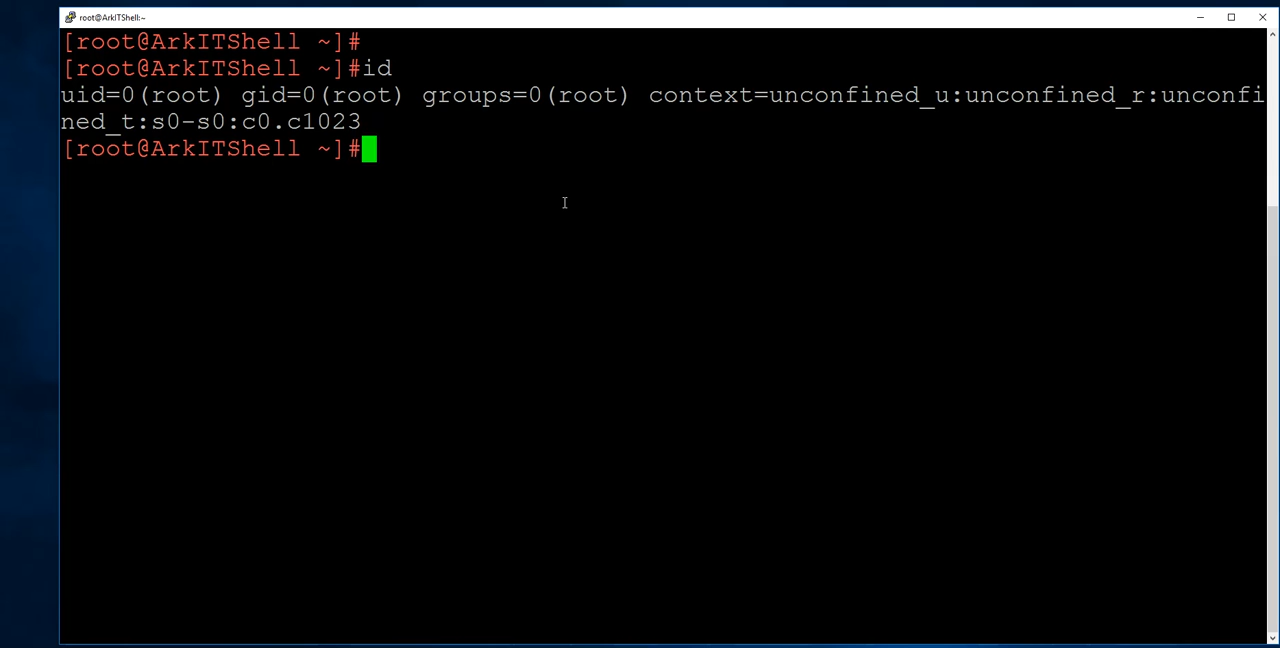 root@ArkITShell:~
[root@ArkITShell ~]#
[root@ArkITShell ~]#id
uid=0(root) gid=0(root) groups=0(root) context=unconfined_u:unconfined_r:unconfi
ned_t:s0-s0:c0.c1023
[root@ArkITShell ~]#